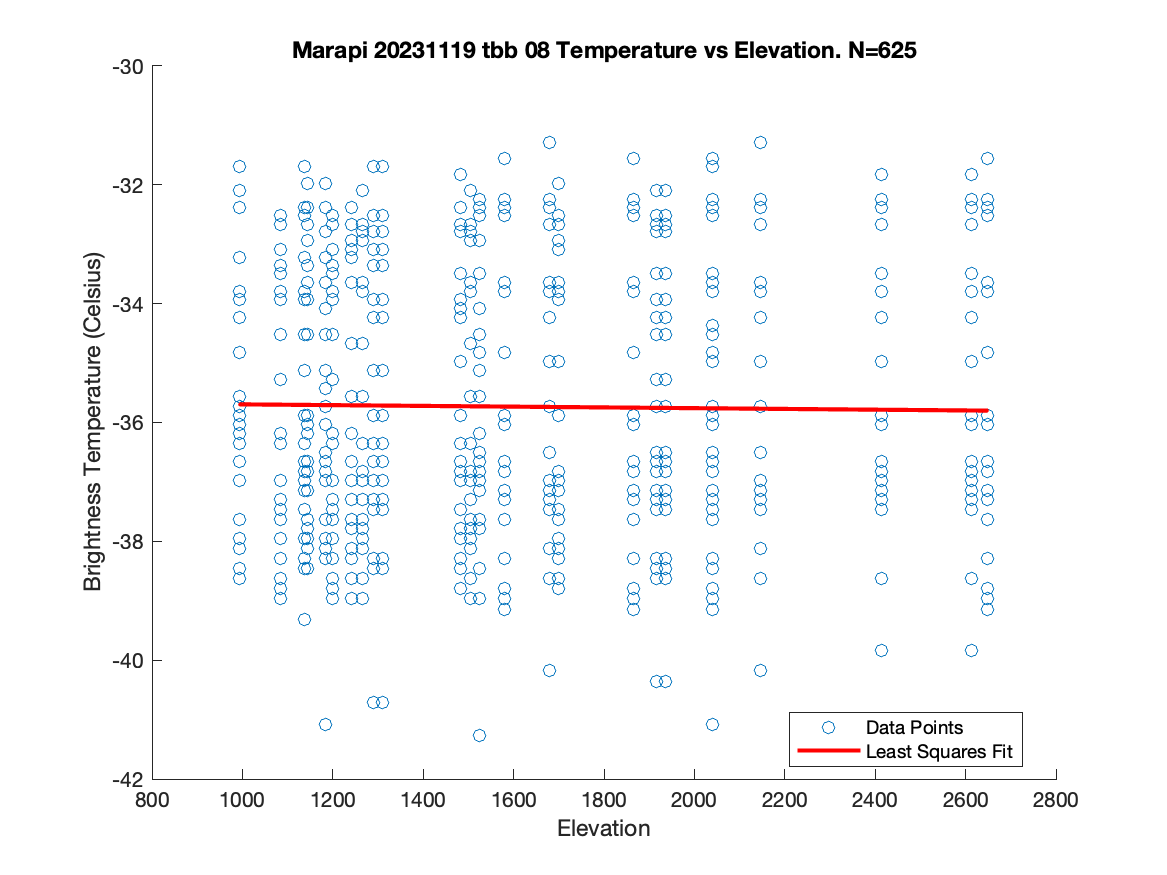 Marapi 20231119 tbb 08 Temperature vs Elevation. N=625
-30
-32
-34
-36
-38
-40
-42
Brightness Temperature (Celsius)
Data Points
Least Squares Fit
800 1000 1200 1400 1600 1800 2000 2200 2400 2600 2800
Elevation